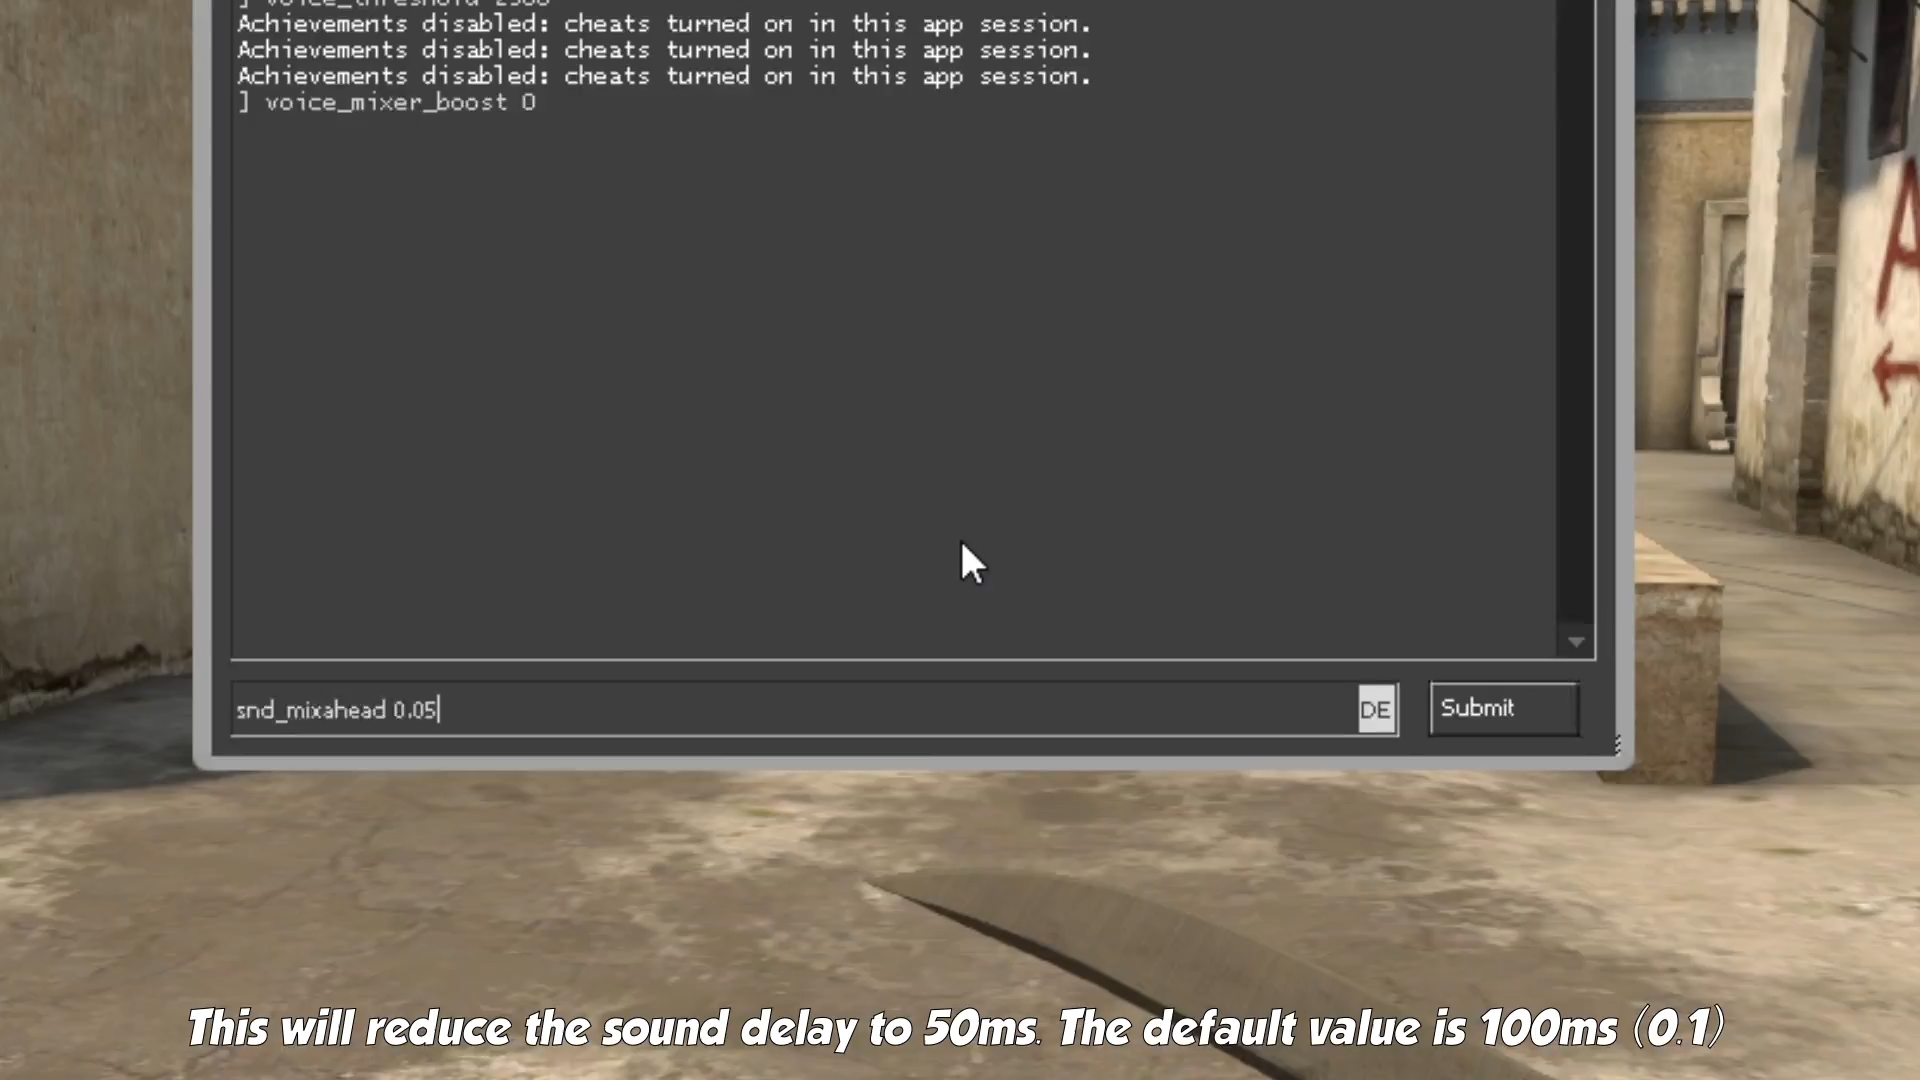 ] voice_threshold
Achievements disabled: cheats turned on in this app session.
Achievements disabled: cheats turned on in this app session.
Achievements disabled: cheats turned on in this app session.
] voice_mixer_boost 0
snd_mixahead 0.05
DE
Submit
A
This will reduce the sound delay to 50ms. The default value is 100ms (0.1)